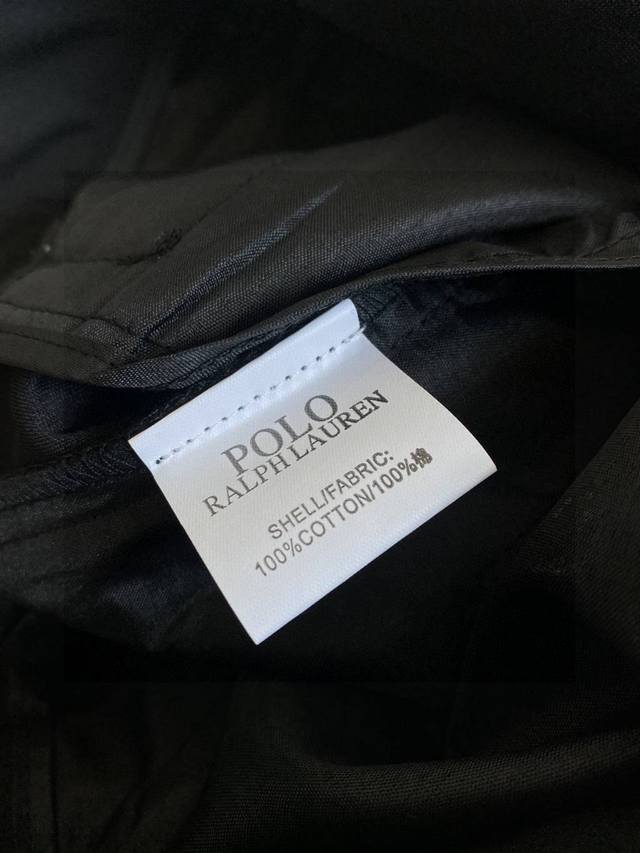 POLO
RALPH LAUREN
SHELL/FABRIC:
100%COTTON/100%棉